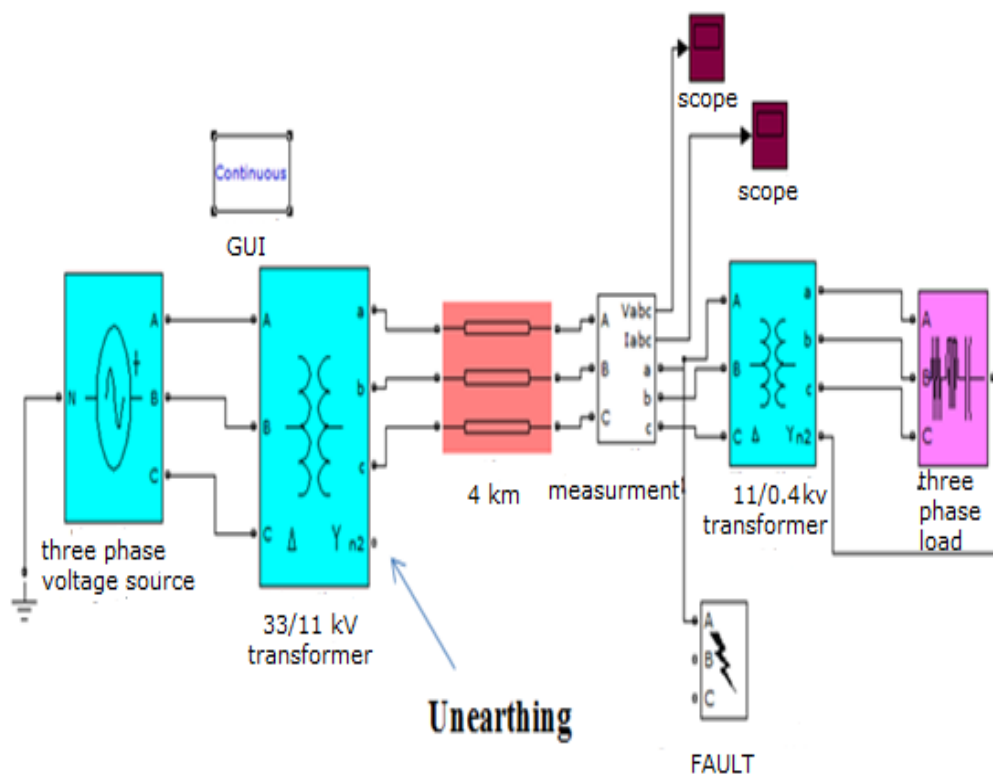 scope
scope
Continuous
GUI
N
A
B
C
three phase
voltage source
A
B
C
a
b
c
Δ
Y n2
33/11 kV
transformer
4 km
A
B
C
Vabc
Iabc
a
b
c
measurment
A
B
C
a
b
c
Δ
Yn2
11/0.4kv
transformer
A
B
C
three
phase
load
Unearthing
A
B
C
FAULT